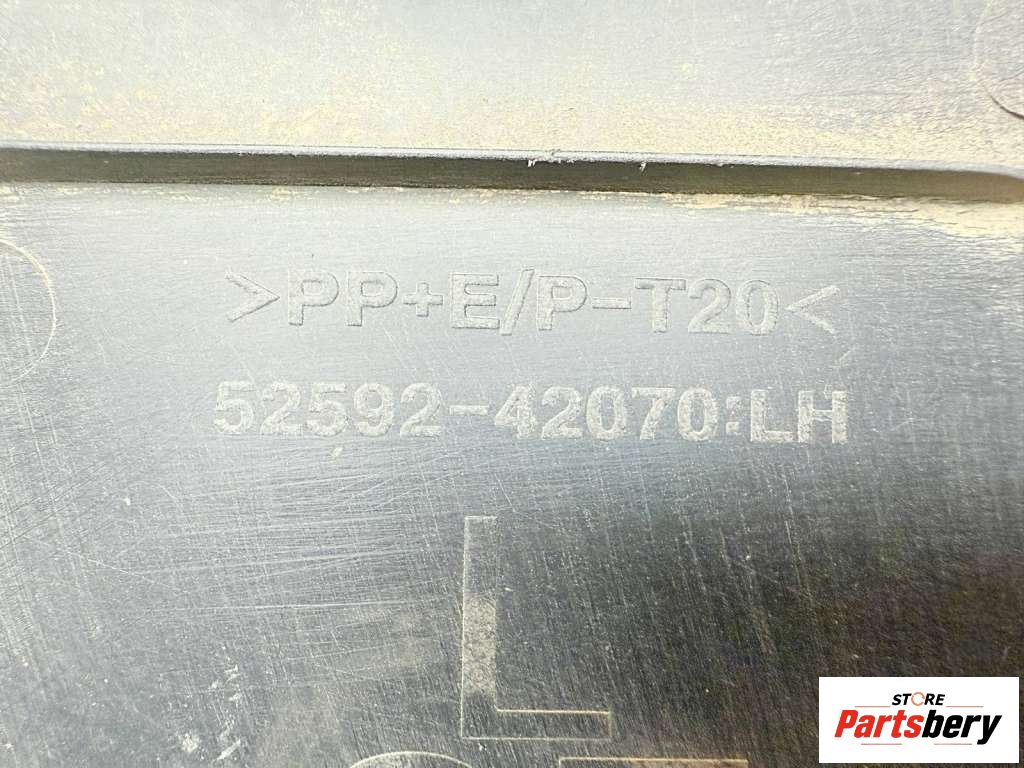 >PP+E/P-T20<
52592-42070:LH
L
STORE
Partsbery